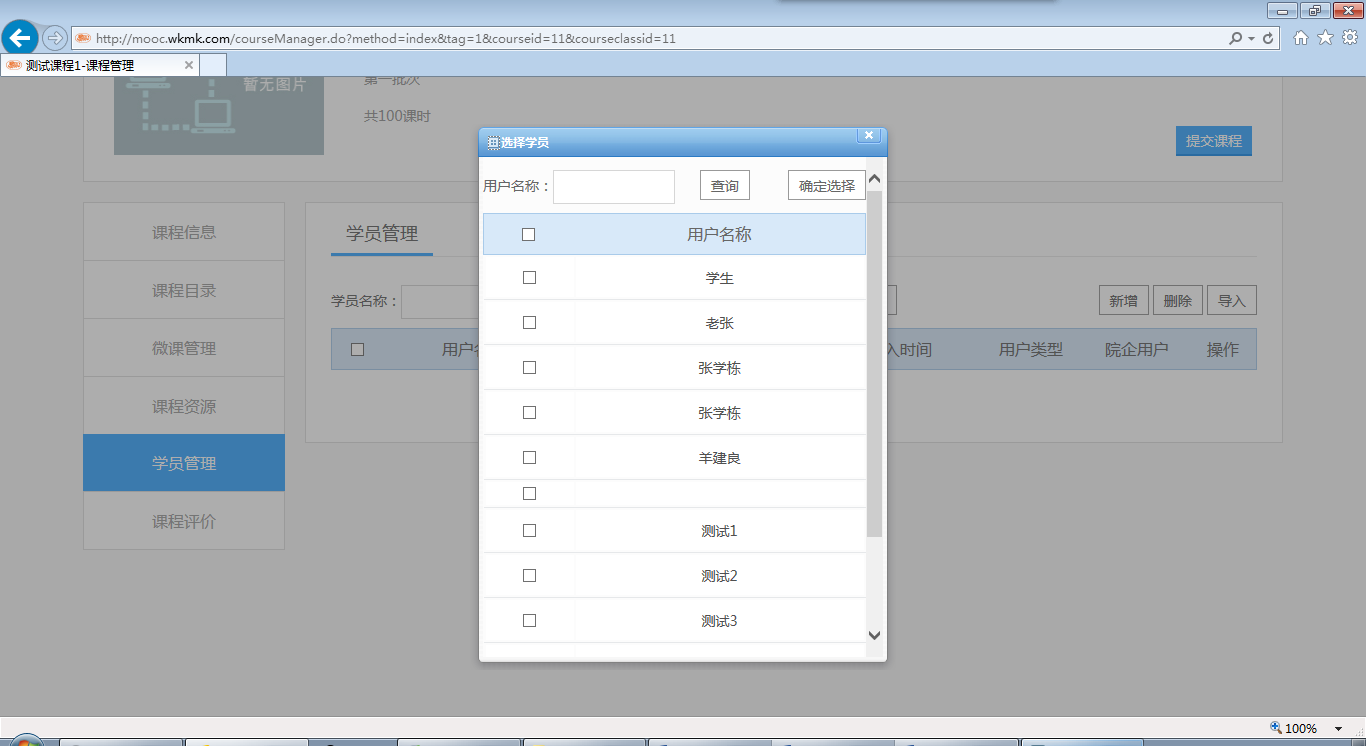 http://mooc.wkmk.com/courseManager.do?method=index&tag=1&courseid=11&courseclassid=11
测试课程1-课程管理
暂无图片
第一批次
共100课时
提交课程
选择学员
用户名称：
查询
确定选择
用户名称
学生
老张
张学栋
张学栋
羊建良
测试1
测试2
测试3
课程信息
课程目录
微课管理
课程资源
学员管理
课程评价
学员管理
学员名称：
新增 删除 导入
用户 入时间 用户类型 院企用户 操作
100%